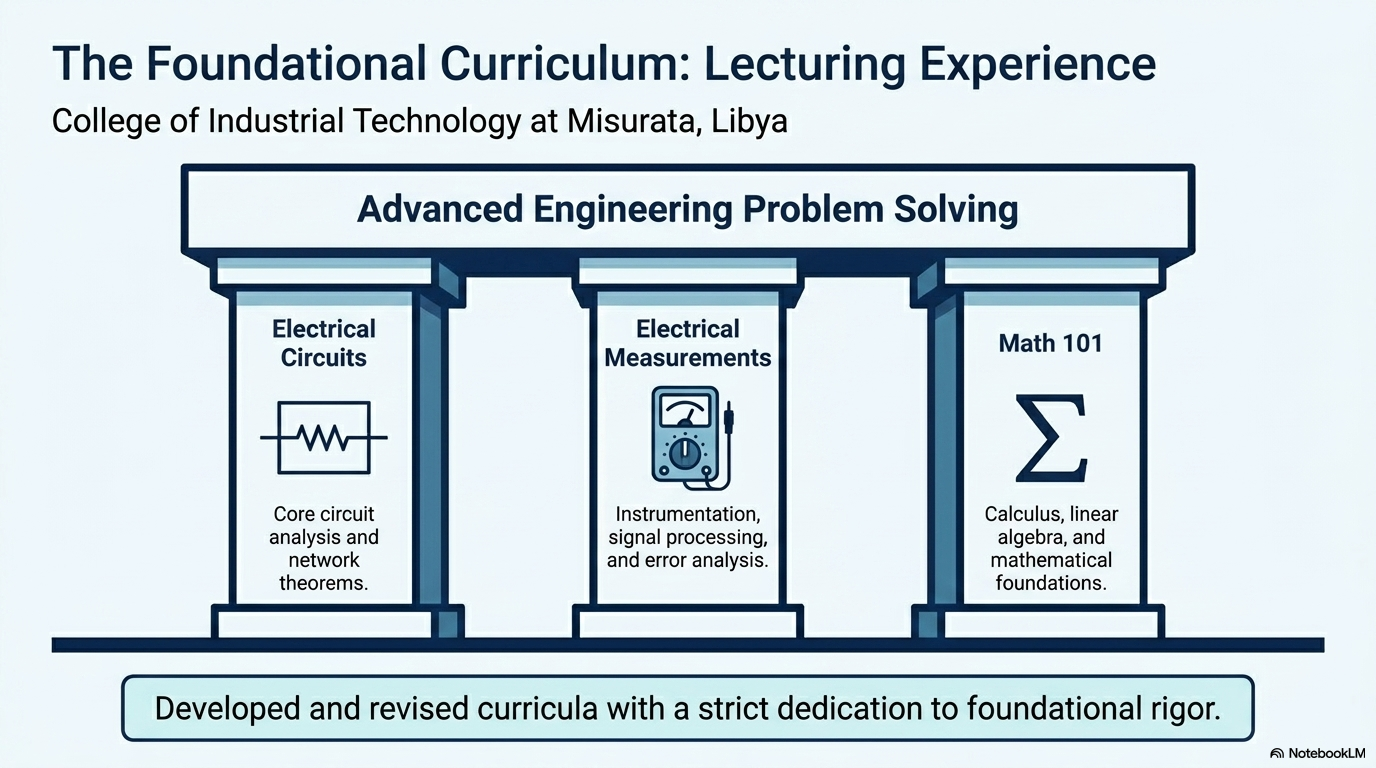 The Foundational Curriculum: Lecturing Experience
College of Industrial Technology at Misurata, Libya
Advanced Engineering Problem Solving
Electrical
Circuits
Core circuit
analysis and
network
theorems.
Electrical
Measurements
Instrumentation,
signal processing,
and error analysis.
Math 101
Σ
Calculus, linear
algebra, and
mathematical
foundations.
Developed and revised curricula with a strict dedication to foundational rigor.
NotebookLM